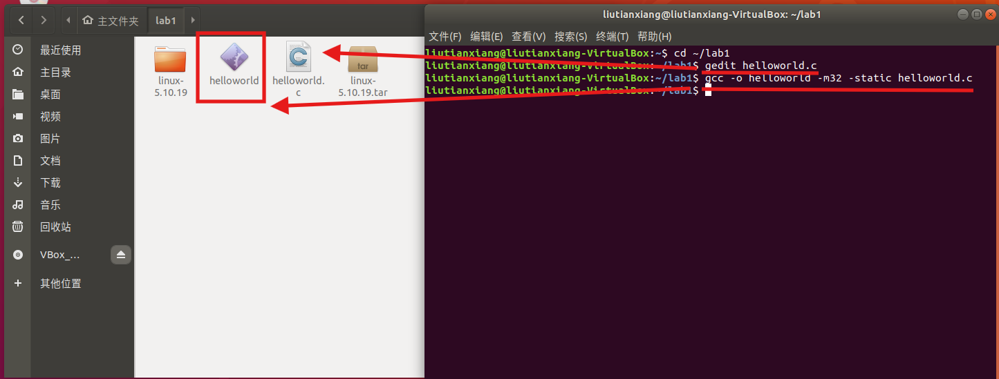 主文件夹 lab1
最近使用
主目录
桌面
视频
图片
文档
下载
音乐
回收站
VBox_...
其他位置
linux-
5.10.19
helloworld
helloworld.
c
tar
linux-
5.10.19.tar
liutianxiang@liutianxiang-VirtualBox: ~/lab1
文件(F) 编辑(E) 查看(V) 搜索(S) 终端(T) 帮助(H)
liutianxiang@liutianxiang-VirtualBox:~$ cd ~/lab1
liutianxiang@liutianxiang-VirtualBox:~/lab1$ gedit helloworld.c
liutianxiang@liutianxiang-VirtualBox:~/lab1$ gcc -o helloworld -m32 -static helloworld.c
liutianxiang@liutianxiang-VirtualBox:~/lab1$